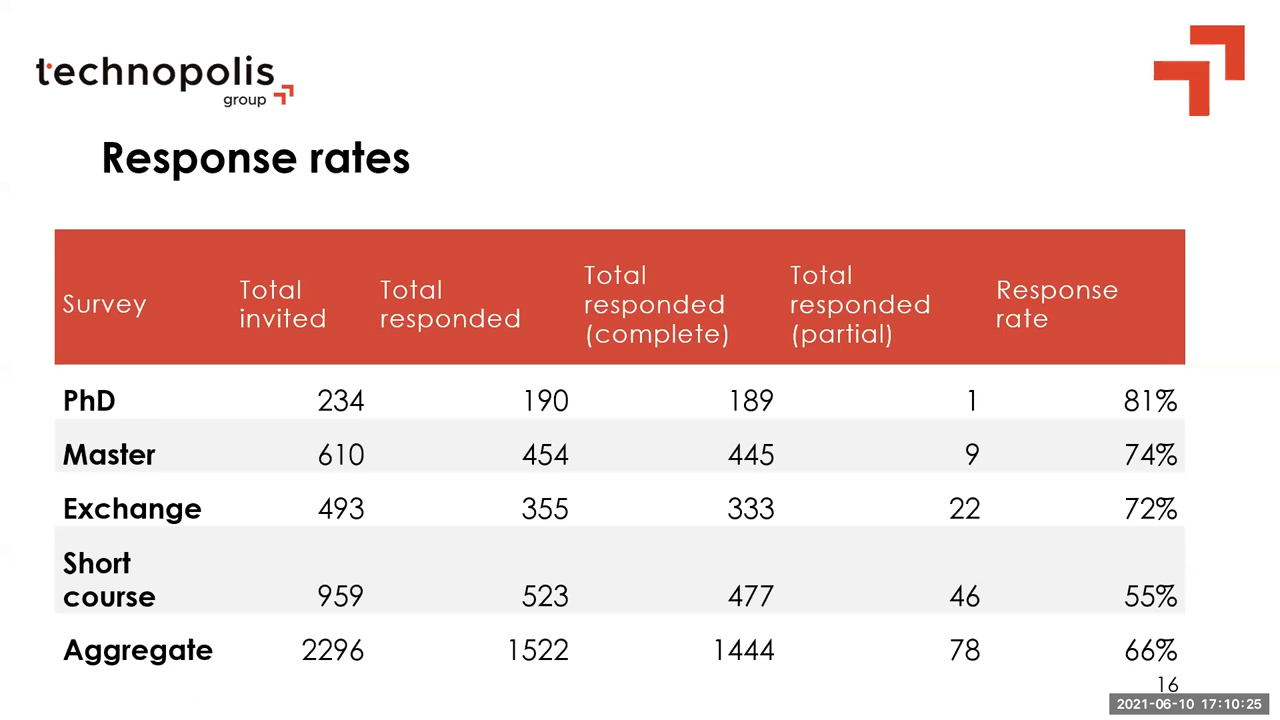 technopolis
group
Response rates
Survey
Total
invited
Total
responded
Total
responded
(complete)
Total
responded
(partial)
Response
rate
PhD 234 190 189 1 81%
Master 610 454 445 9 74%
Exchange 493 355 333 22 72%
Short
course 959 523 477 46 55%
Aggregate 2296 1522 1444 78 66%
16
2021-06-10 17:10:25